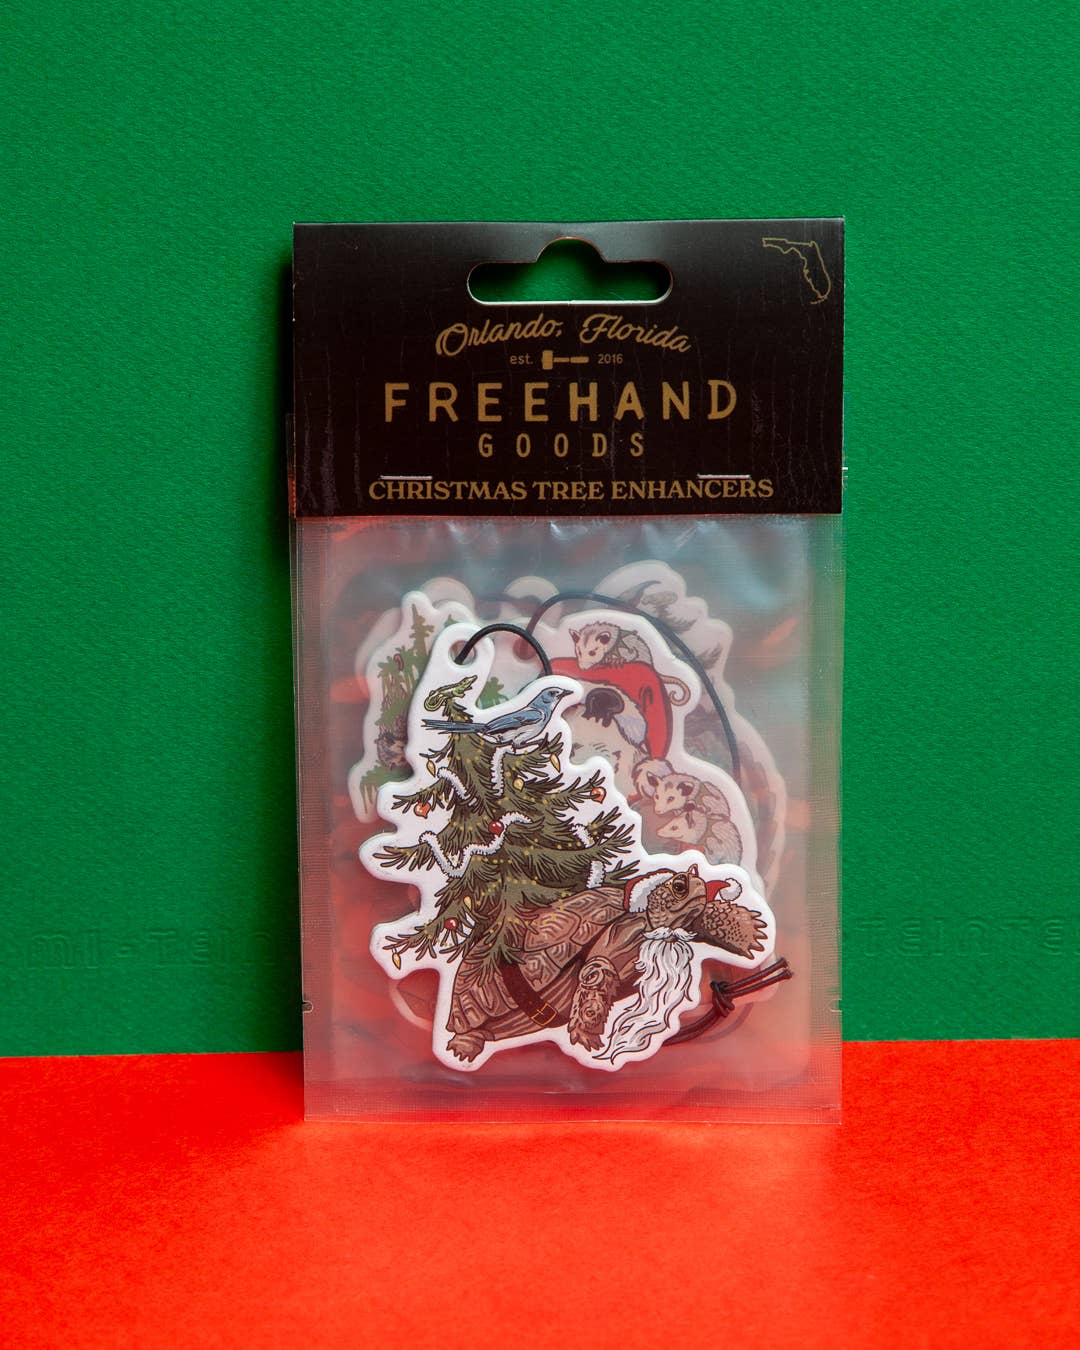 Orlando, Florida
est. 2016
FREEHAND
GOODS
CHRISTMAS TREE ENHANCERS